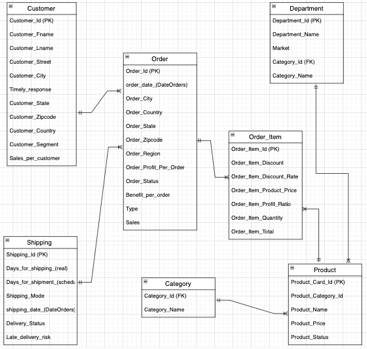 Customer
Customer_Id (PK)
Customer_Fname
Customer_Lname
Customer_Street
Customer_City
Timely_response
Customer_State
Customer_Zipcode
Customer_Country
Customer_Segment
Sales_per_customer
Order
Order_Id (PK)
order_date_(DateOrders)
Order_City
Order_Country
Order_State
Order_Zipcode
Order_Region
Order_Profit_Per_Order
Order_Status
Benefit_per_order
Type
Sales
Department
Department_Id (PK)
Department_Name
Market
Category_Id (FK)
Category_Name
Order_Item
Order_Item_Id (PK)
Order_Item_Discount
Order_Item_Discount_Rate
Order_Item_Product_Price
Order_Item_Profit_Ratio
Order_Item_Quantity
Order_Item_Total
Shipping
Shipping_Id (PK)
Days_for_shipping_(real)
Days_for_shipment_(schedu
Shipping_Mode
shipping_date_(DateOrders)
Delivery_Status
Late_delivery_risk
Category
Category_Id (FK)
Category_Name
Product
Product_Card_Id (PK)
Product_Category_Id
Product_Name
Product_Price
Product_Status